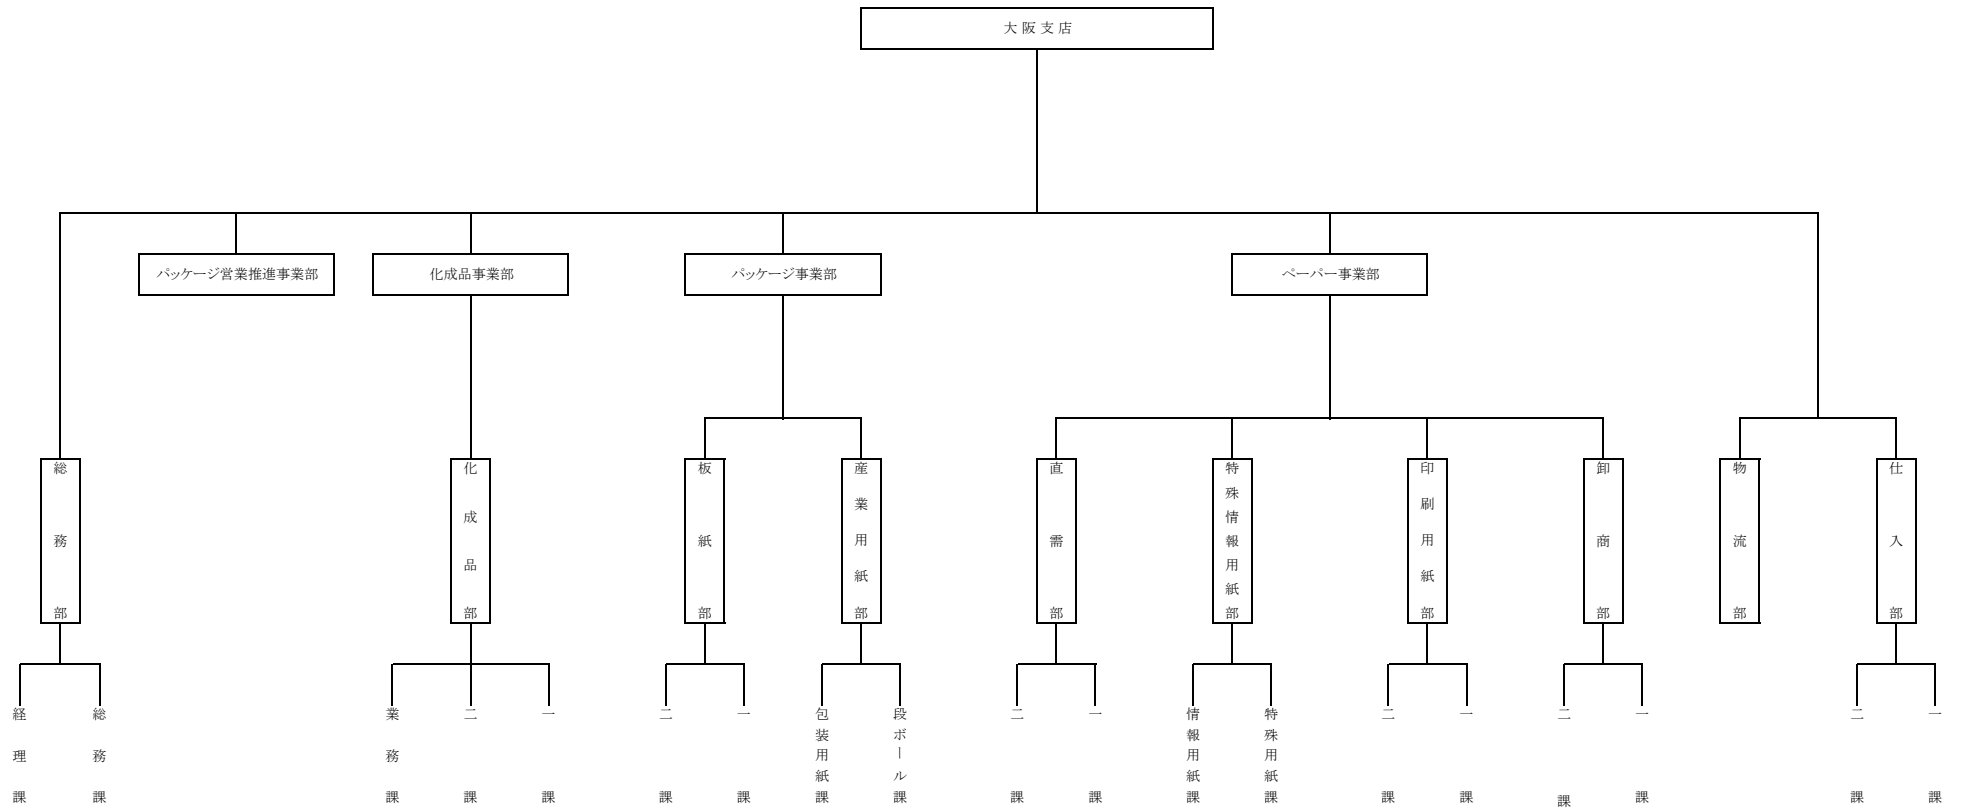 大阪支店
パッケージ営業推進事業部
化成品事業部
パッケージ事業部
ペーパー事業部
総務部
化成品部
板紙部
産業用紙部
直需部
特殊情報用紙部
印刷用紙部
卸商部
物流部
仕入部
経理課
総務課
業務課
二課
一課
二課
一課
包装用紙課
段ボール課
二課
一課
情報用紙課
特殊用紙課
二課
一課
二課
一課
二課
一課